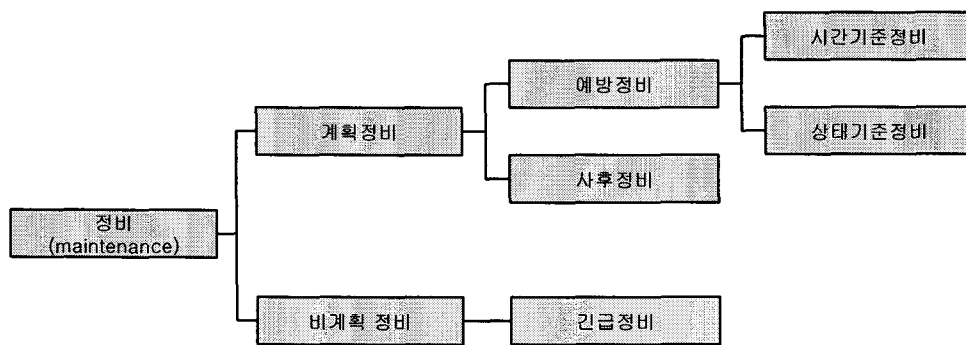 시간기준정비
예방정비
계획정비
상태기준정비
사후정비
정비
(maintenance)
비계획 정비
긴급정비